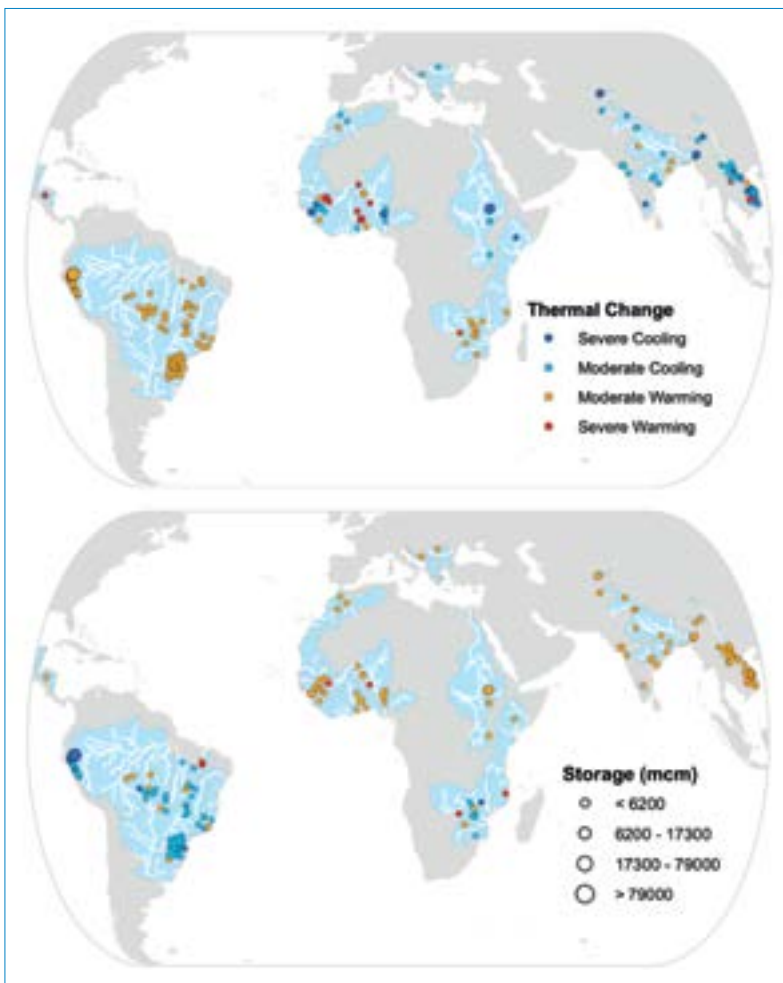 Thermal Change
Severe Cooling
Moderate Cooling
Moderate Warming
Severe Warming
Storage (mcm)
< 6200
6200 - 17300
17300 - 79000
> 79000